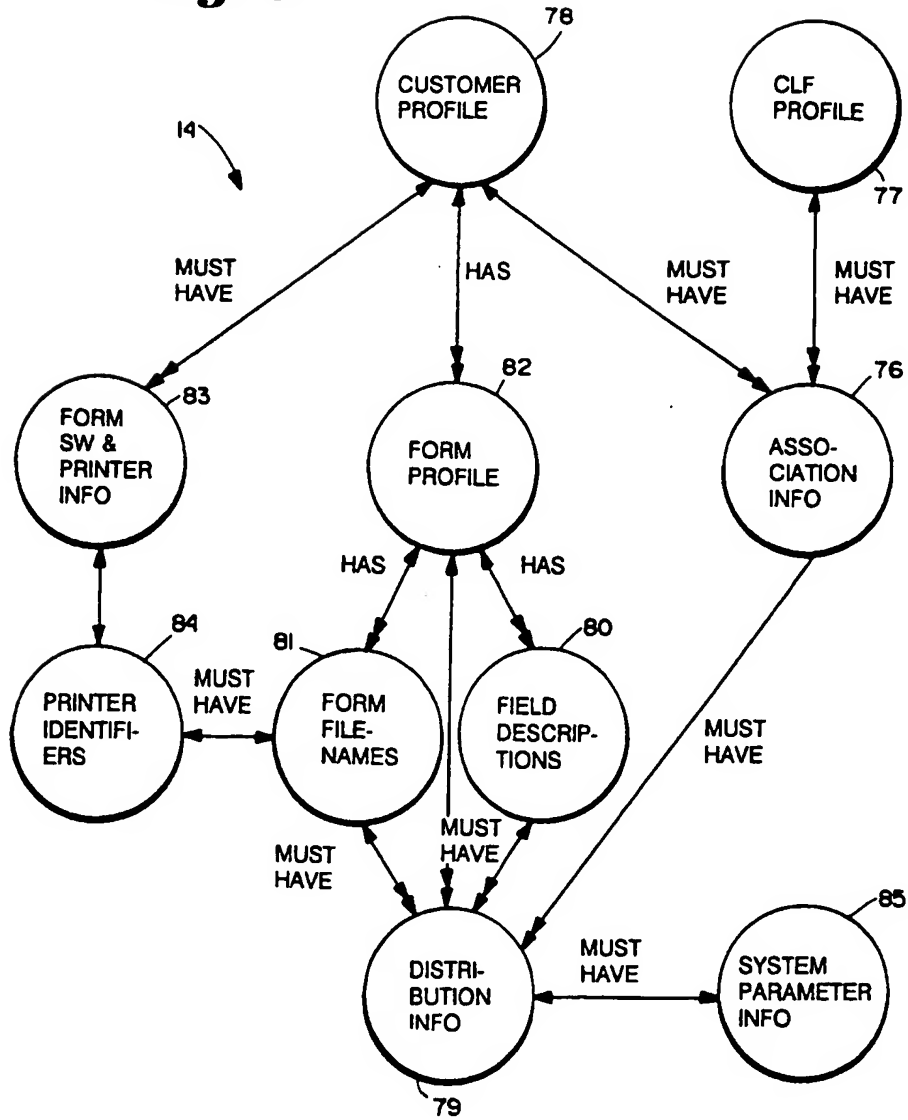 78
CUSTOMER
PROFILE
CLF
PROFILE
14
77
MUST
HAVE
HAS
MUST
HAVE
MUST
HAVE
83
82
76
FORM
SW &
PRINTER
INFO
FORM
PROFILE
ASSO-
CIATION
INFO
HAS
HAS
84
81
80
PRINTER
IDENTIFI-
ERS
MUST
HAVE
FORM
FILE-
NAMES
FIELD
DESCRIP-
TIONS
MUST
HAVE
MUST
HAVE
MUST
HAVE
85
DISTRI-
BUTION
INFO
MUST
HAVE
SYSTEM
PARAMETER
INFO
79